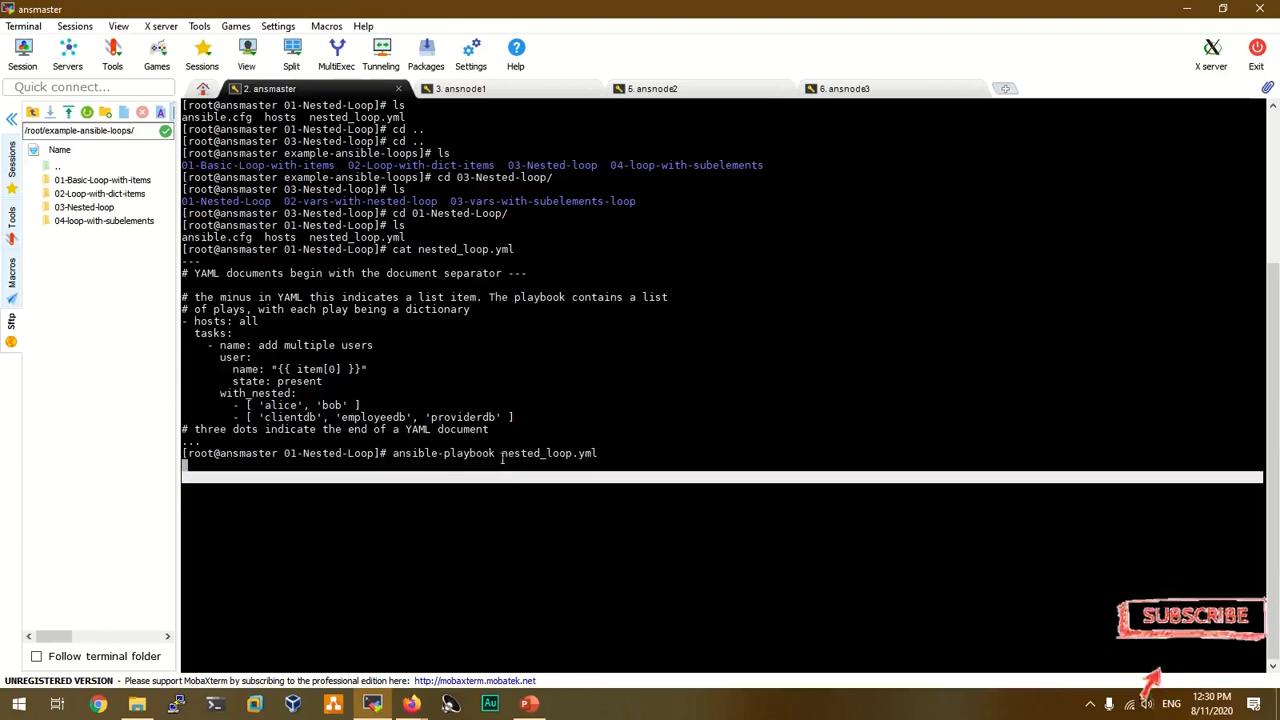 ansmaster
Terminal Sessions View X server Tools Games Settings Macros Help
Session Servers Tools Games Sessions View Split MultiExec Tunneling Packages Settings Help X server Exit
Quick connect...
2. ansmaster
3. ansnode1
5. ansnode2
6. ansnode3
/root/example-ansible-loops/
Name
..
01-Basic-Loop-with-items
02-Loop-with-dict-items
03-Nested-loop
04-loop-with-subelements
Sessions
Tools
Macros
Sftp
[root@ansmaster 01-Nested-Loop]# ls
ansible.cfg  hosts  nested_loop.yml
[root@ansmaster 01-Nested-Loop]# cd ..
[root@ansmaster 03-Nested-loop]# cd ..
[root@ansmaster example-ansible-loops]# ls
01-Basic-Loop-with-items  02-Loop-with-dict-items  03-Nested-loop  04-loop-with-subelements
[root@ansmaster example-ansible-loops]# cd 03-Nested-loop/
[root@ansmaster 03-Nested-loop]# ls
01-Nested-Loop  02-vars-with-nested-loop  03-vars-with-subelements-loop
[root@ansmaster 03-Nested-loop]# cd 01-Nested-Loop/
[root@ansmaster 01-Nested-Loop]# ls
ansible.cfg  hosts  nested_loop.yml
[root@ansmaster 01-Nested-Loop]# cat nested_loop.yml
---
# YAML documents begin with the document separator ---
# the minus in YAML this indicates a list item. The playbook contains a list
# of plays, with each play being a dictionary
- hosts: all
  tasks:
    - name: add multiple users
      user:
        name: "{{ item[0] }}"
        state: present
      with_nested:
        - [ 'alice', 'bob' ]
        - [ 'clientdb', 'employeedb', 'providerdb' ]
# three dots indicate the end of a YAML document
...
[root@ansmaster 01-Nested-Loop]# ansible-playbook nested_loop.yml
SUBSCRIBE
Follow terminal folder
UNREGISTERED VERSION - Please support MobaXterm by subscribing to the professional edition here: http://mobaxterm.mobatek.net
Au
ENG
12:30 PM
8/11/2020